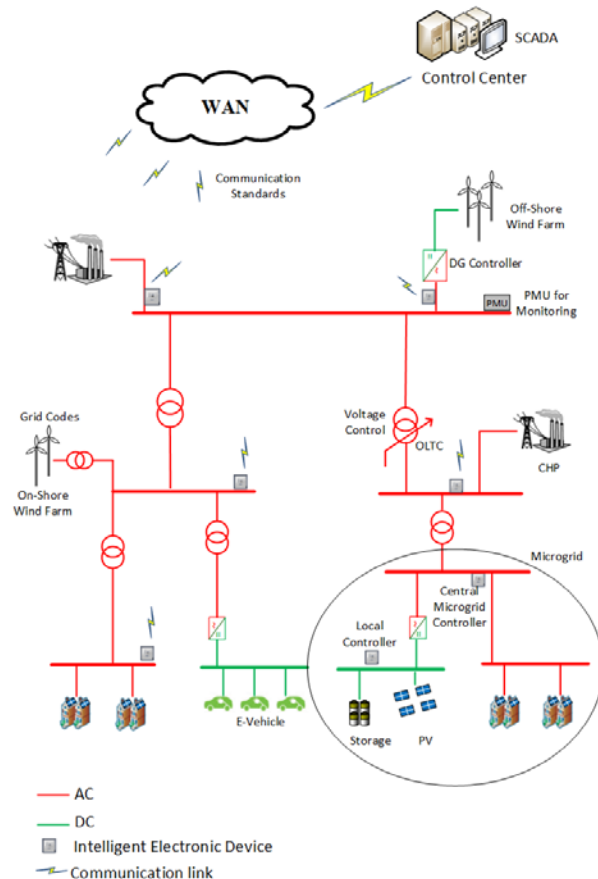 SCADA
Control Center
WAN
Communication
Standards
Off-Shore
Wind Farm
DG Controller
PMU
PMU for
Monitoring
Grid Codes
Voltage
Control
OLTC
CHP
On-Shore
Wind Farm
Microgrid
Central
Microgrid
Controller
Local
Controller
E-Vehicle
Storage
PV
AC
DC
Intelligent Electronic Device
Communication link